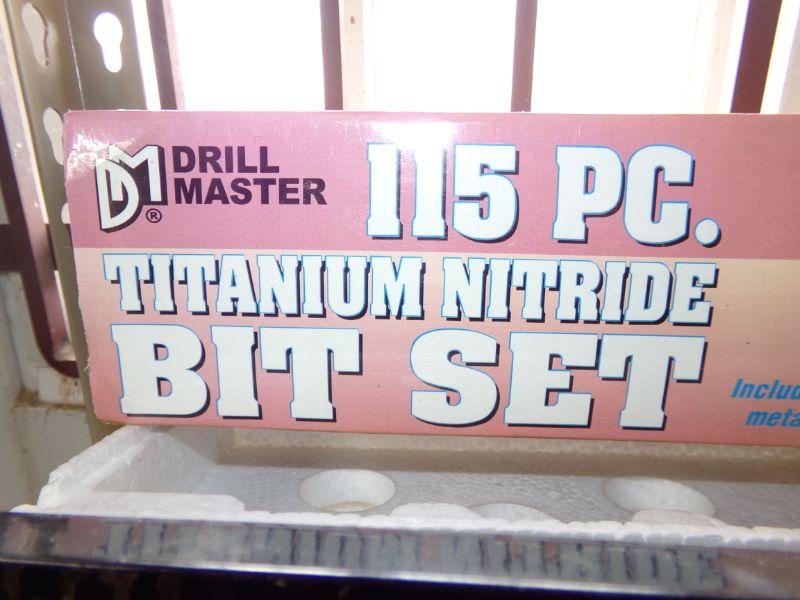 DM®
DRILL
MASTER
115 PC.
TITANIUM NITRIDE
BIT SET